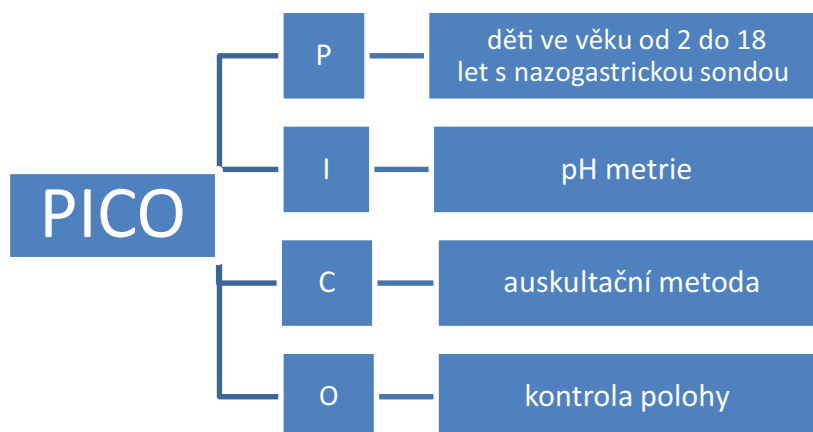 PICO
P
děti ve věku od 2 do 18
let s nazogastrickou sondou
I
pH metrie
C
auskultační metoda
O
kontrola polohy